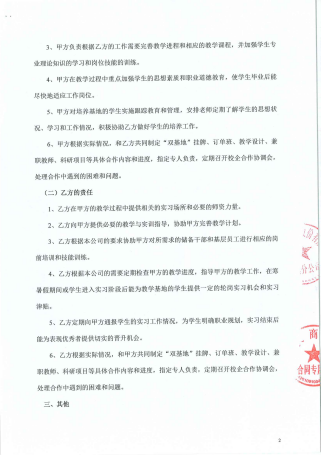 3、甲方负责根据乙方的工作需要完善教学进程和相应的教学课程，并加强学生专
业理论知识的学习和岗位技能的训练。
4、甲方在教学过程中重点加强学生的思想素质和职业道德教育，使学生毕业后能
尽快地适应工作岗位。
5、甲方对培养基地的学生实施跟踪教育和管理，安排老师定期了解学生的思想状
况、学习和工作情况，积极协助乙方做好学生的培养工作。
6、甲方根据实际情况，和乙方共同制定“双基地”挂牌、订单班、教学设计、兼
职教师、科研项目等具体合作内容和进度，指定专人负责，定期召开校企合作协调会，
处理合作中遇到的困难和问题。
（二）乙方的责任
1、乙方在甲方的教学过程中提供相关的实习场所和必要的师资力量。
2、乙方向甲方提供必要的教学与实训指导，协助甲方完善教学计划。
3、乙方根据本公司的要求协助甲方对所需求的储备干部和基层员工进行相应的岗
前培训和技能训练。
4、乙方根据本公司的需要定期检查甲方的教学进度，指导甲方的教学工作，在寒
暑假期间或学生进入实习阶段后能为教学基地的学生提供一定的轮岗实习机会和实习
津贴。
5、乙方定期向甲方通报学生的实习工作情况，为学生明确职业规划，实习结束后
能为表现优秀者提供切实的晋升机会。
6、乙方根据实际情况，和甲方共同制定“双基地”挂牌、订单班、教学设计、兼
职教师、科研项目等具体合作内容和进度，指定专人负责，定期召开校企合作协调会，
处理合作中遇到的困难和问题。
三、其他
商
合同专
2